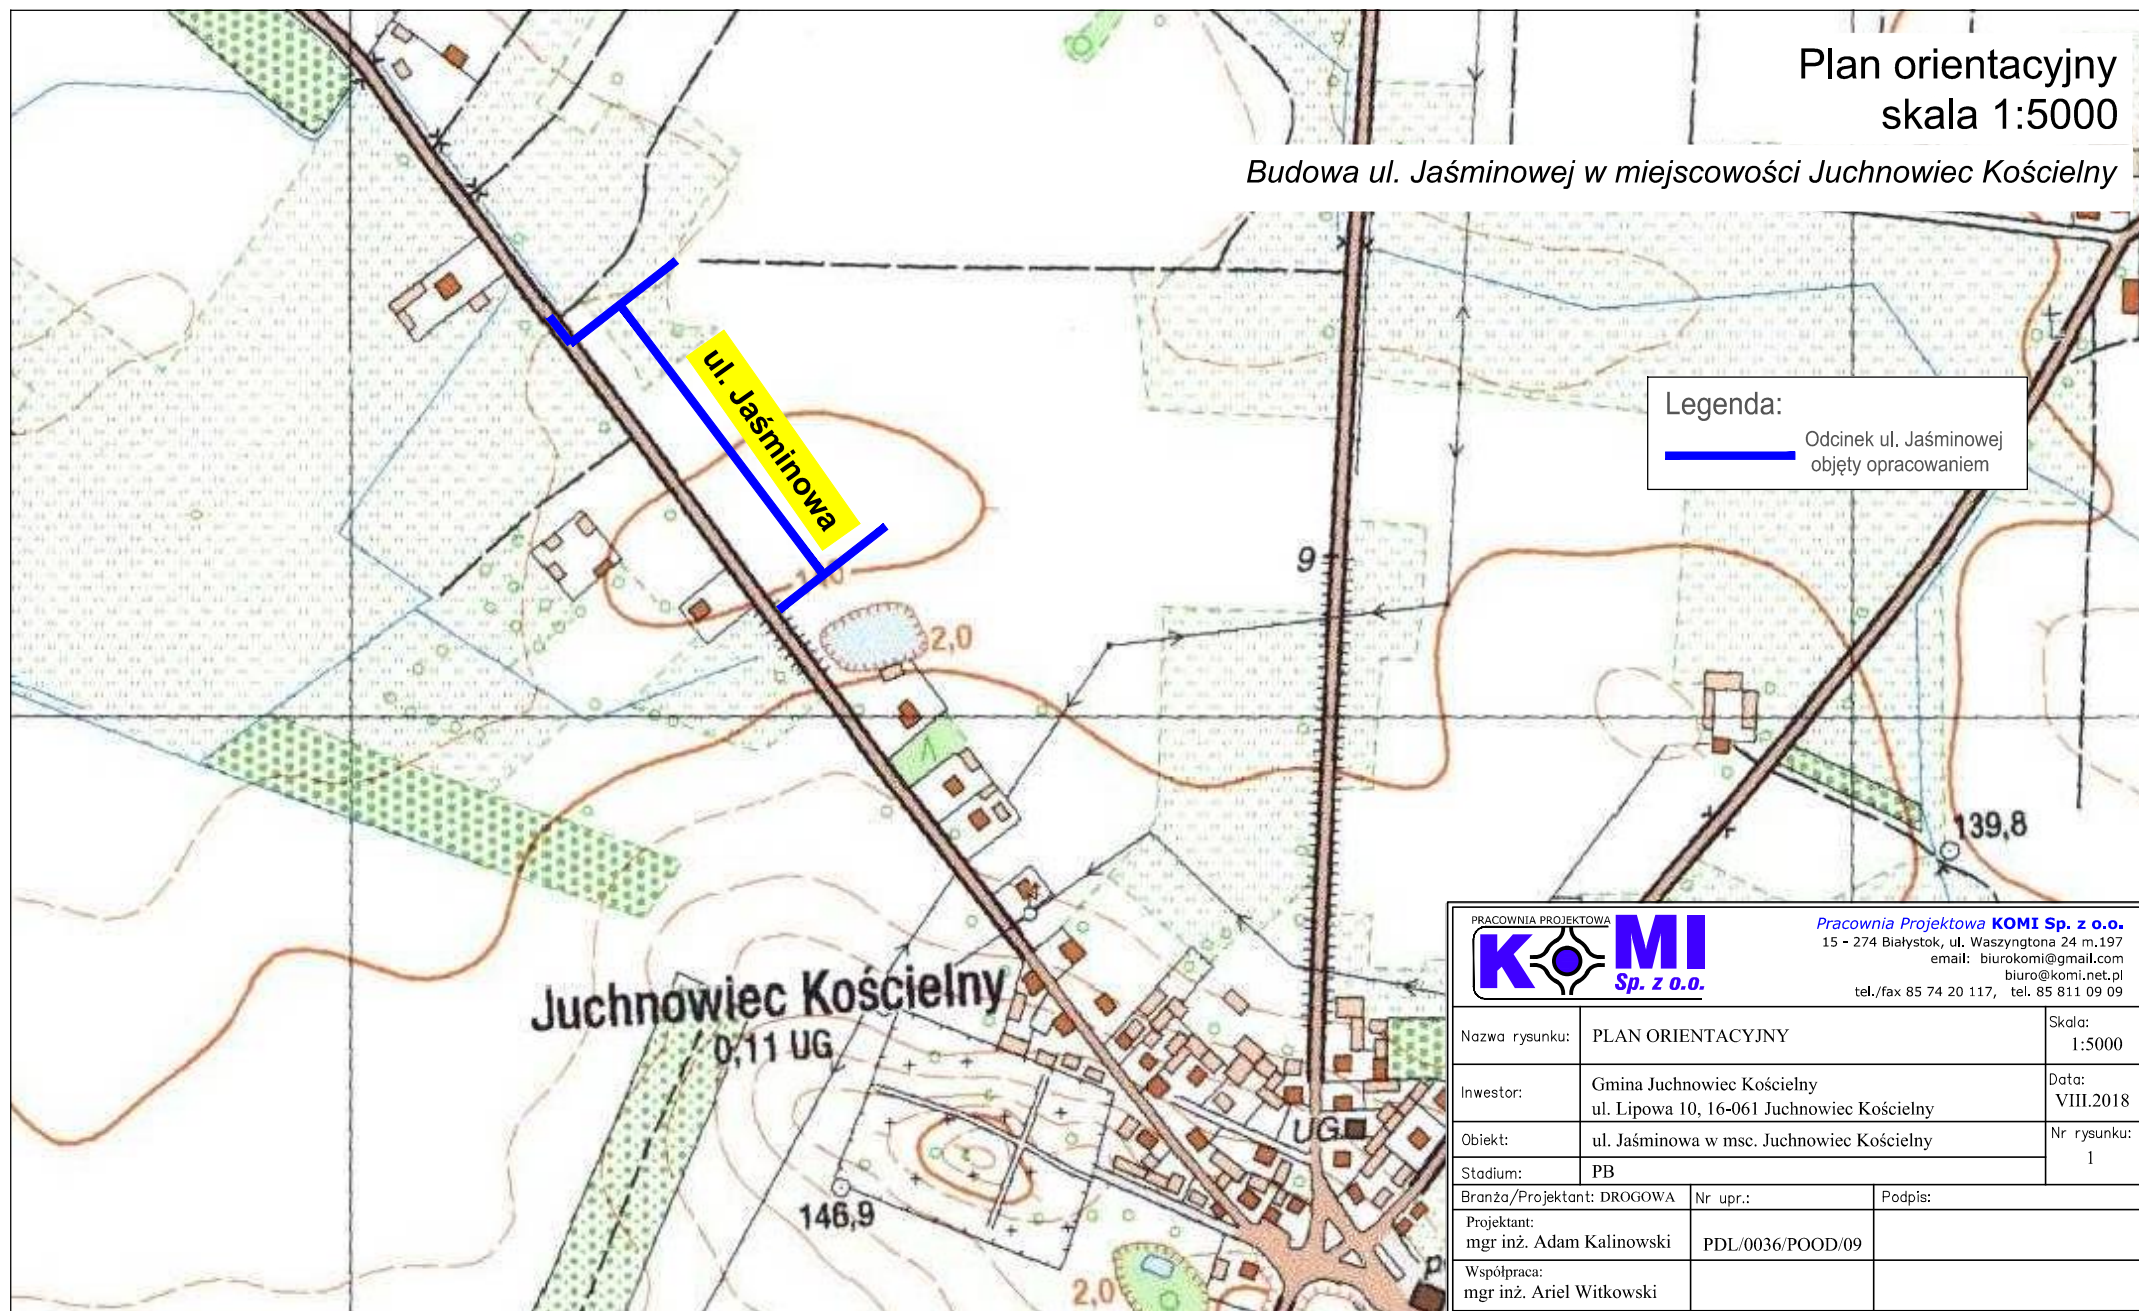 Plan orientacyjny
skala 1:5000
Budowa ul. Jaśminowej w miejscowości Juchnowiec Kościelny
ul. Jaśminowa
Legenda:
Odcinek ul. Jaśminowej
objęty opracowaniem
9
2,0
139,8
Juchnowiec Kościelny
0,11 UG
UG
146,9
2,0
PRACOWNIA PROJEKTOWA
KOMI
Sp. z o.o.
Pracownia Projektowa KOMI Sp. z o.o.
15 - 274 Białystok, ul. Waszyngtona 24 m.197
email: biurokomi@gmail.com
biuro@komi.net.pl
tel./fax 85 74 20 117, tel. 85 811 09 09
Nazwa rysunku: PLAN ORIENTACYJNY
Skala:
1:5000
Inwestor: Gmina Juchnowiec Kościelny
ul. Lipowa 10, 16-061 Juchnowiec Kościelny
Data:
VIII.2018
Obiekt: ul. Jaśminowa w msc. Juchnowiec Kościelny
Nr rysunku:
1
Stadium: PB
Branża/Projektant: DROGOWA Nr upr.: Podpis:
Projektant:
mgr inż. Adam Kalinowski PDL/0036/POOD/09
Współpraca:
mgr inż. Ariel Witkowski